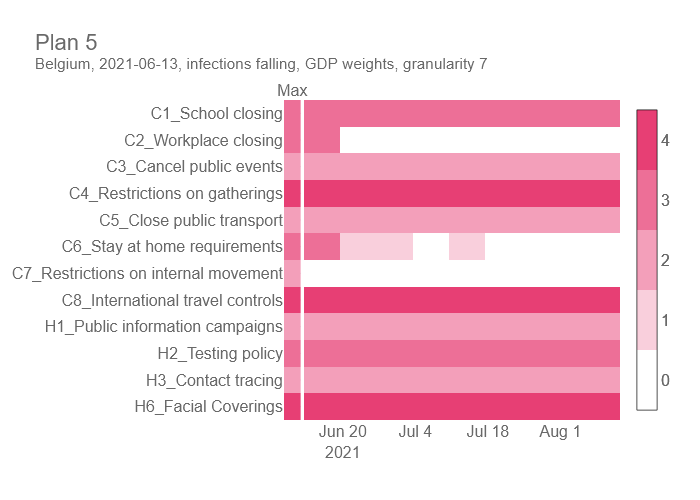 Plan 5
Belgium, 2021-06-13, infections falling, GDP weights, granularity 7
Max
C1_School closing
C2_Workplace closing
C3_Cancel public events
C4_Restrictions on gatherings
C5_Close public transport
C6_Stay at home requirements
C7_Restrictions on internal movement
C8_International travel controls
H1_Public information campaigns
H2_Testing policy
H3_Contact tracing
H6_Facial Coverings
Jun 20 Jul 4 Jul 18 Aug 1
2021
4
3
2
1
0